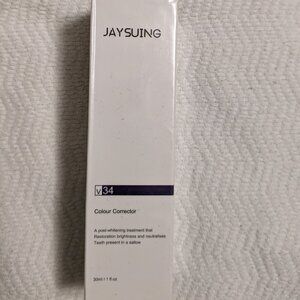 JAYSUING
V34
Colour Corrector
A post-whitening treatment that
Restoration brightness and neutralises
Teeth present in a sallow
30ml / 1 fl oz